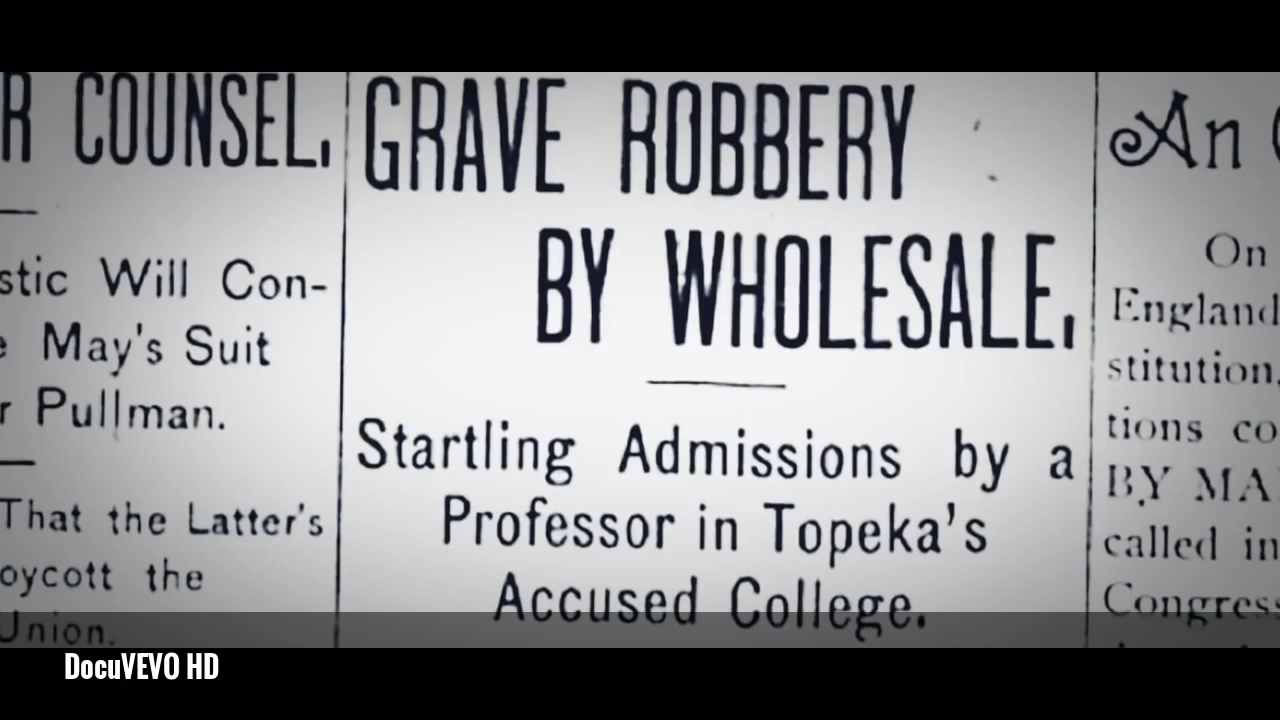 R COUNSEL.
stic Will Con-
May's Suit
r Pullman.
That the Latter's
oycott the
Union.
GRAVE ROBBERY
BY WHOLESALE.
Startling Admissions by a
Professor in Topeka's
Accused College.
An
On
England
stitution.
tions co
BY MA
called in
Congress
DocuVEVO HD